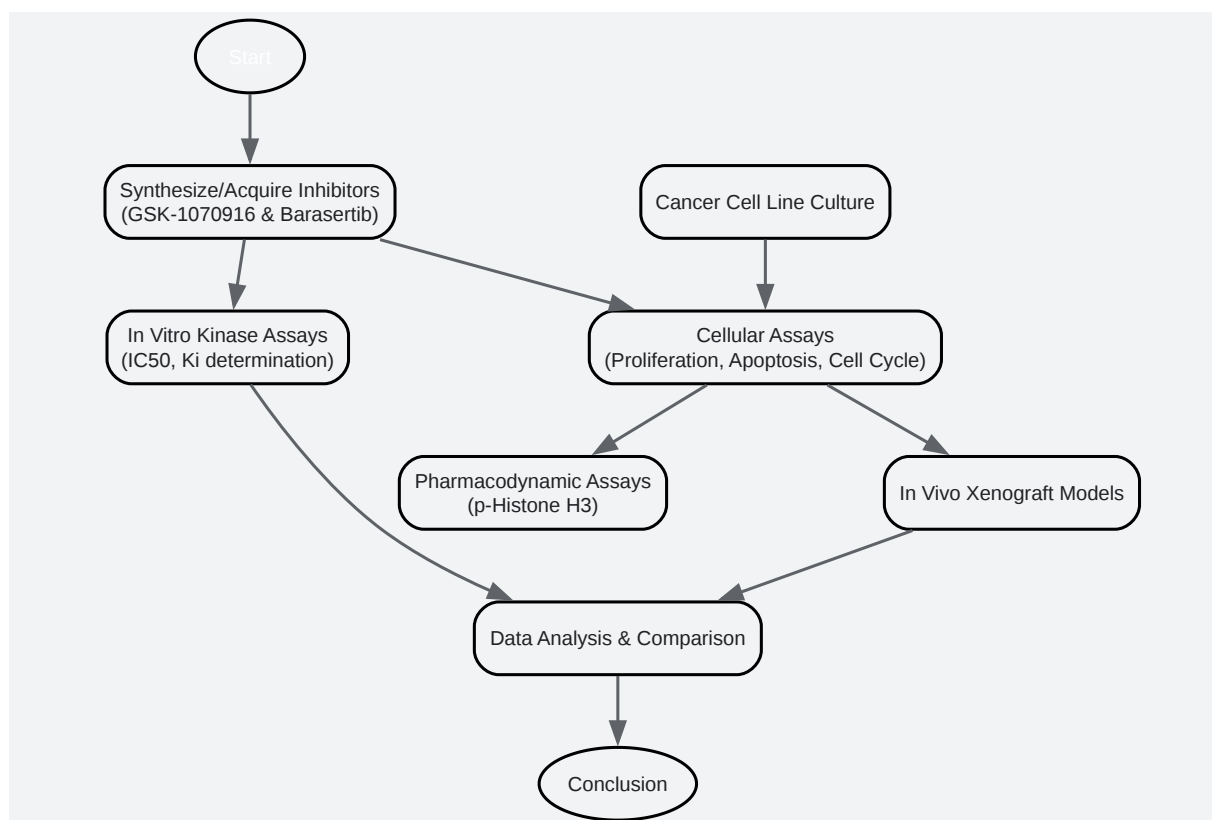 Start
Synthesize/Acquire Inhibitors
(GSK-1070916 & Barasertib)
Cancer Cell Line Culture
In Vitro Kinase Assays
(IC50, Ki determination)
Cellular Assays
(Proliferation, Apoptosis, Cell Cycle)
Pharmacodynamic Assays
(p-Histone H3)
In Vivo Xenograft Models
Data Analysis & Comparison
Conclusion